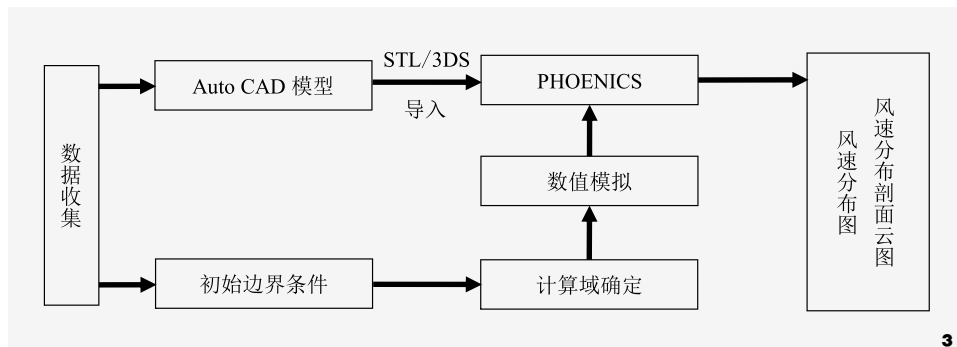 数据收集
Auto CAD 模型
STL/3DS
导入
PHOENICS
数值模拟
初始边界条件
计算域确定
风速分布剖面云图
风速分布图
3